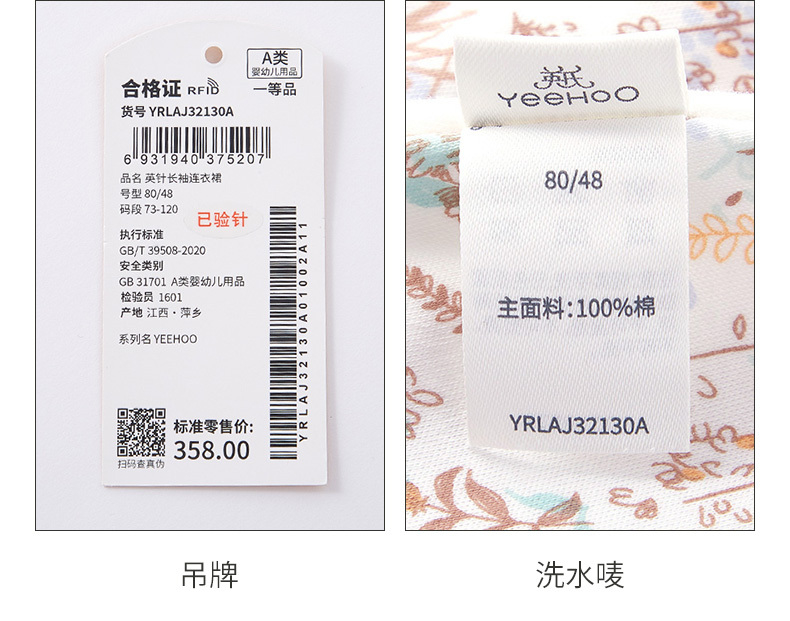 A类
婴幼儿用品
合格证 RFID
一等品
货号 YRLAJ32130A
6 931940 375207
品名 英针长袖连衣裙
号型 80/48
码段 73-120
已验针
执行标准
GB/T 39508-2020
安全类别
GB 31701 A类婴幼儿用品
检验员 1601
产地 江西·萍乡
系列名 YEEHOO
YRLAJ32130A01002A11
标准零售价:
358.00
扫码查真伪
吊牌
英氏
YeeHOO
80/48
主面料:100%棉
YRLAJ32130A
洗水唛